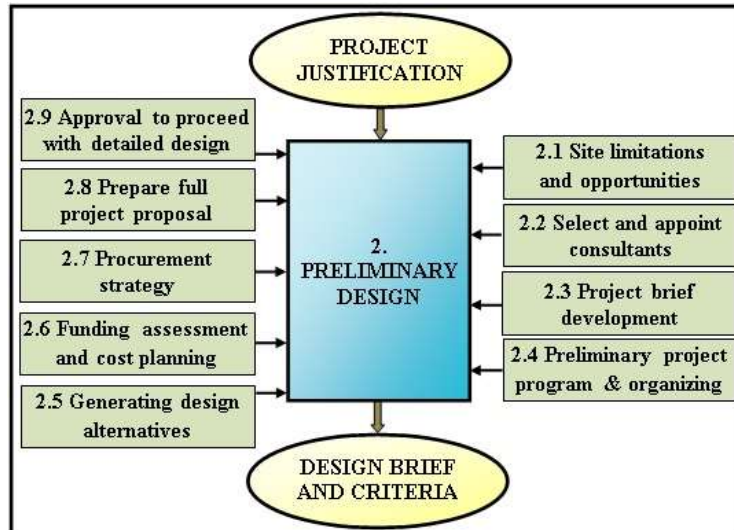 PROJECT
JUSTIFICATION
2.9 Approval to proceed
with detailed design
2.8 Prepare full
project proposal
2.7 Procurement
strategy
2.6 Funding assessment
and cost planning
2.5 Generating design
alternatives
2.
PRELIMINARY
DESIGN
2.1 Site limitations
and opportunities
2.2 Select and appoint
consultants
2.3 Project brief
development
2.4 Preliminary project
program & organizing
DESIGN BRIEF
AND CRITERIA